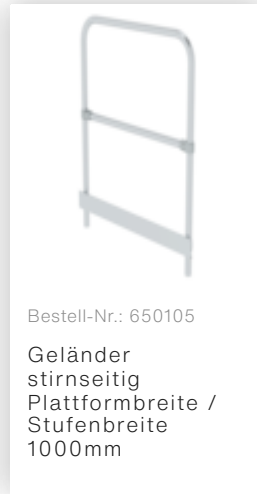 Bestell-Nr.: 650105
Geländer
stirnseitig
Plattformbreite /
Stufenbreite
1000mm